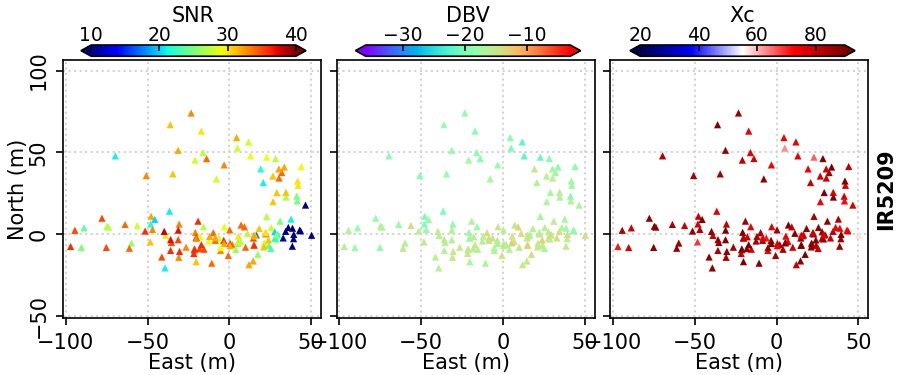 SNR DBV Xc
10 20 30 40 −30 −20 −10 20 40 60 80
100
50
0
−50
North (m)
IR5209
−100 −50 0 50 −100 −50 0 50 −100 −50 0 50
East (m) East (m) East (m)